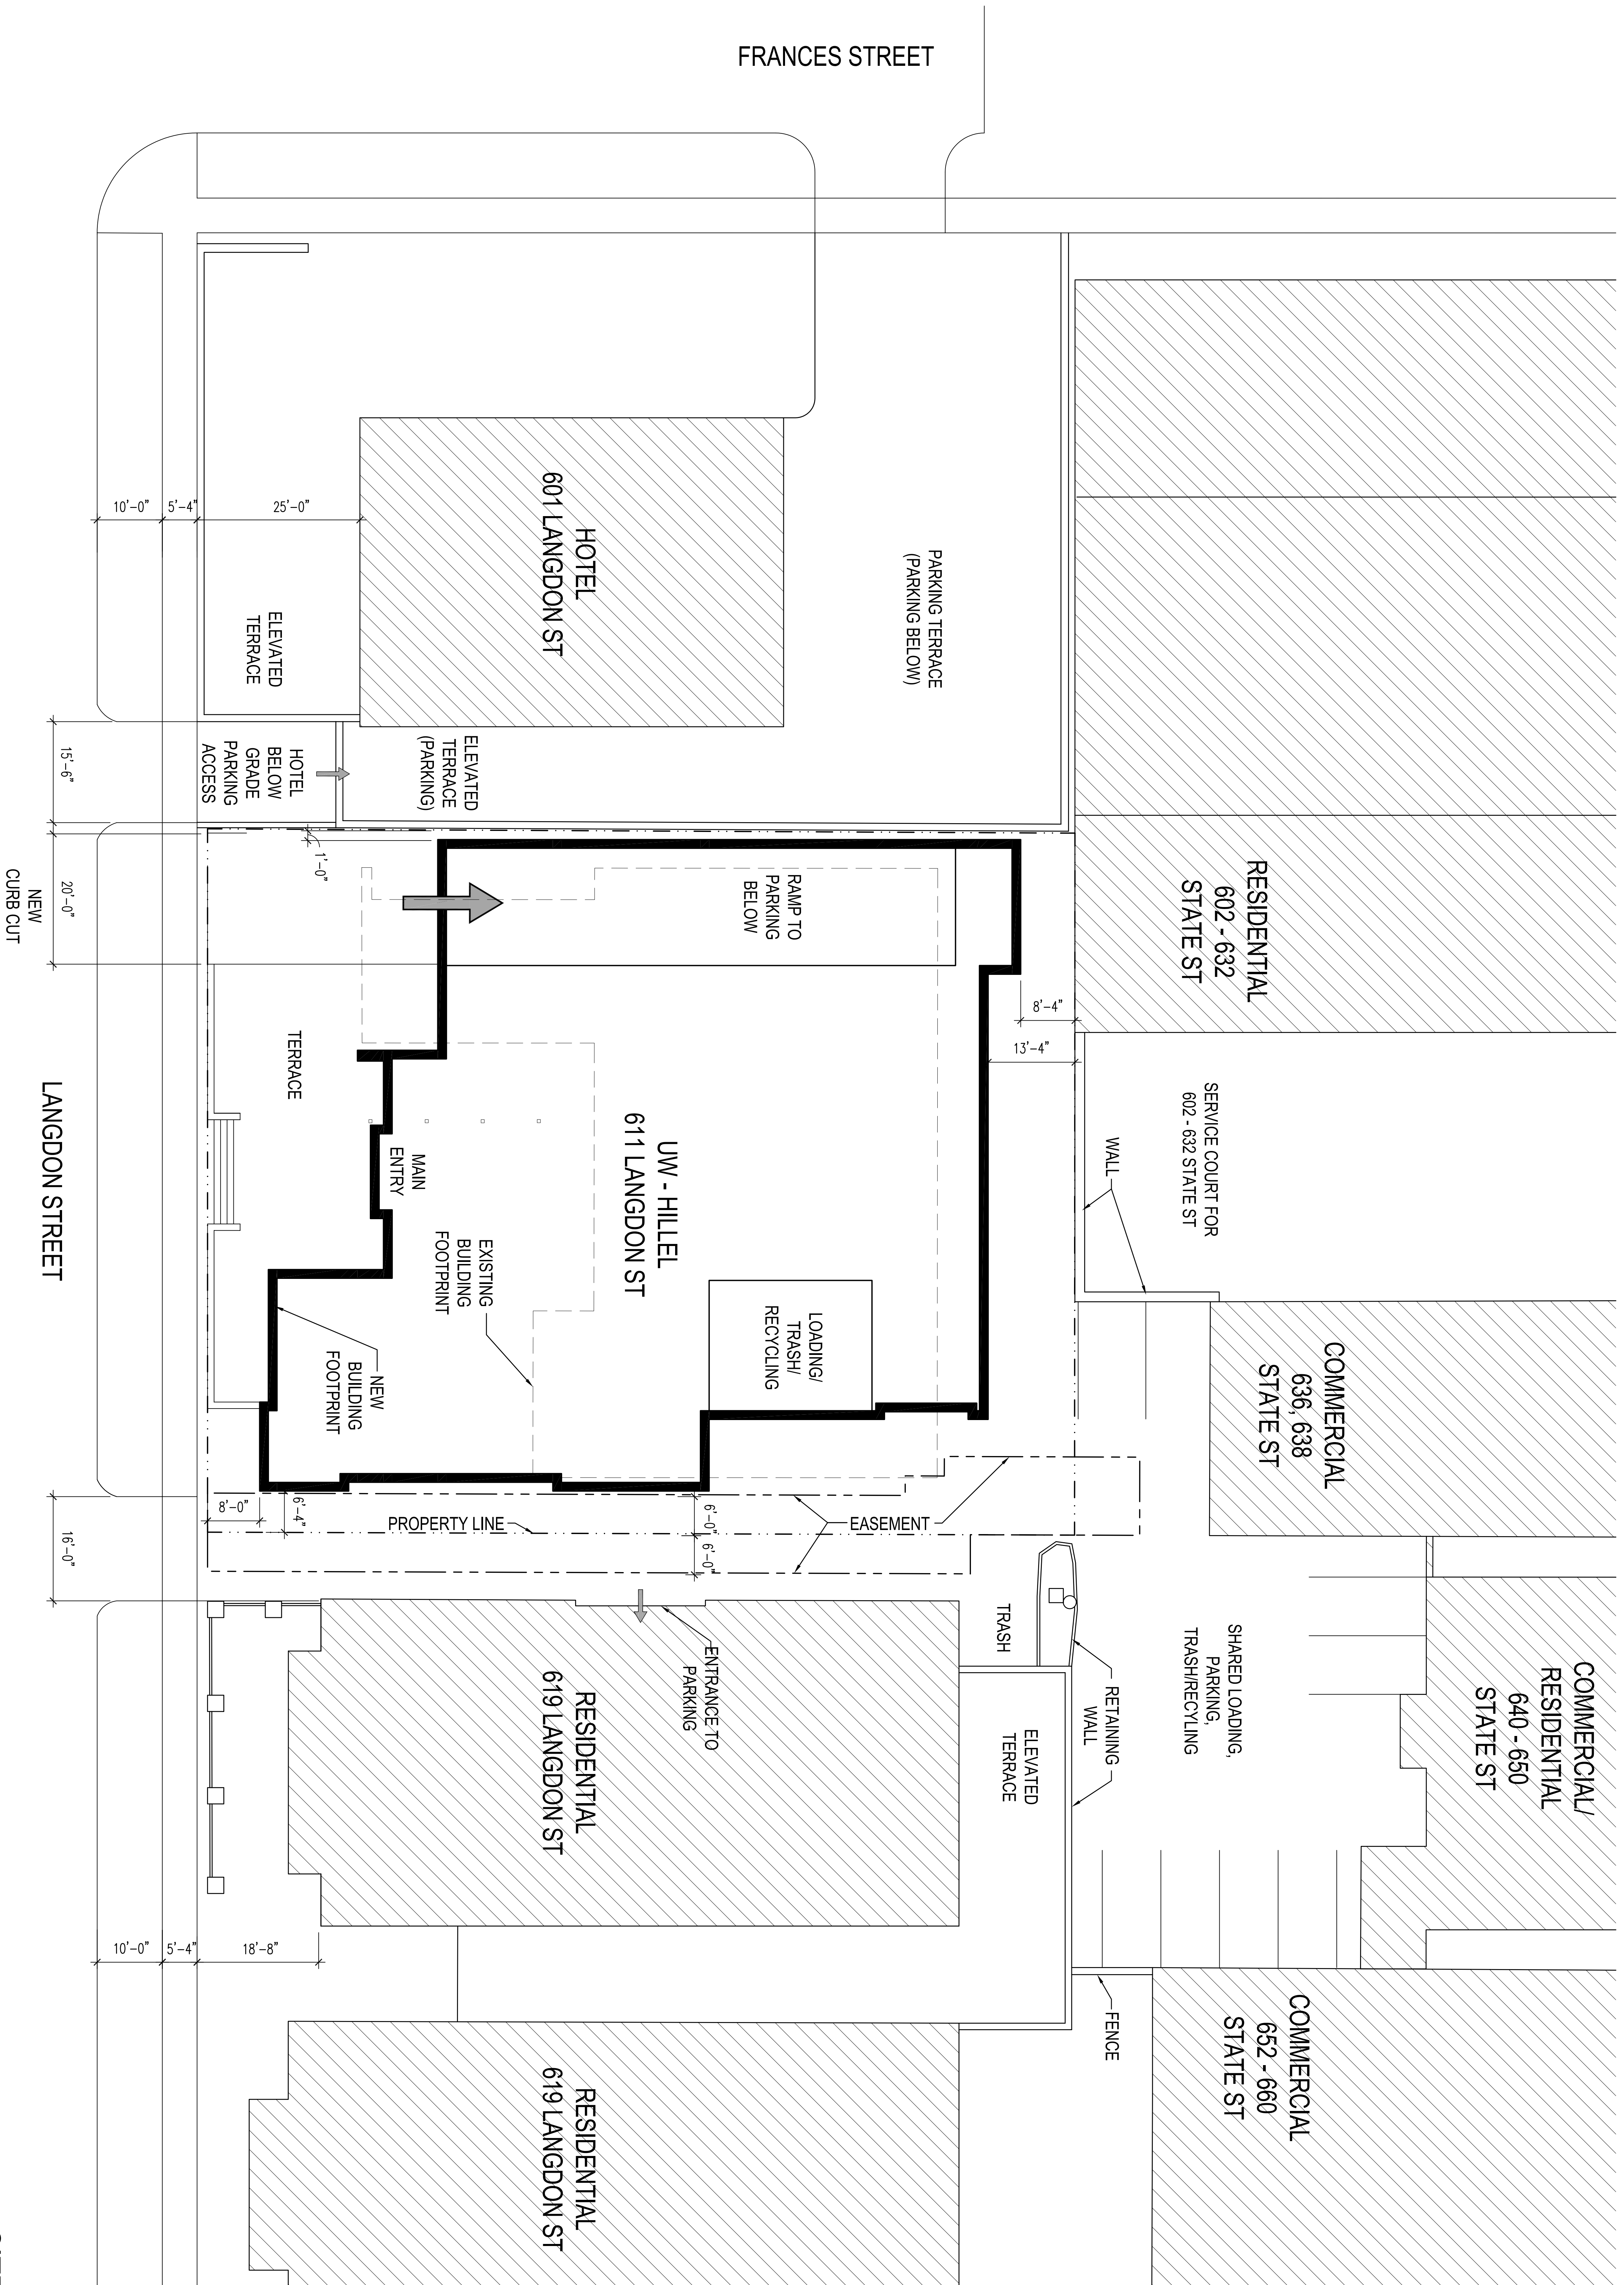 FRANCES STREET
HOTEL
601 LANGDON ST
PARKING TERRACE
(PARKING BELOW)
10'-0"
5'-4"
25'-0"
ELEVATED
TERRACE
HOTEL
BELOW
GRADE
PARKING
ACCESS
ELEVATED
TERRACE
(PARKING)
15'-6"
1'-0"
20'-0"
NEW
CURB CUT
RAMP TO
PARKING
BELOW
RESIDENTIAL
602 - 632
STATE ST
8'-4"
13'-4"
TERRACE
LANGDON STREET
MAIN
ENTRY
UW - HILLEL
611 LANGDON ST
SERVICE COURT FOR
602 - 632 STATE ST
WALL
EXISTING
BUILDING
FOOTPRINT
NEW
BUILDING
FOOTPRINT
LOADING/
TRASH/
RECYCLING
COMMERCIAL
636, 638
STATE ST
8'-0"
6'-4"
6'-0"
6'-0"
PROPERTY LINE
EASEMENT
16'-0"
ENTRANCE TO
PARKING
TRASH
RETAINING
WALL
SHARED LOADING,
PARKING,
TRASH/RECYLING
COMMERCIAL/
RESIDENTIAL
640 - 650
STATE ST
RESIDENTIAL
619 LANGDON ST
ELEVATED
TERRACE
10'-0"
5'-4"
18'-8"
FENCE
COMMERCIAL
652 - 660
STATE ST
RESIDENTIAL
619 LANGDON ST